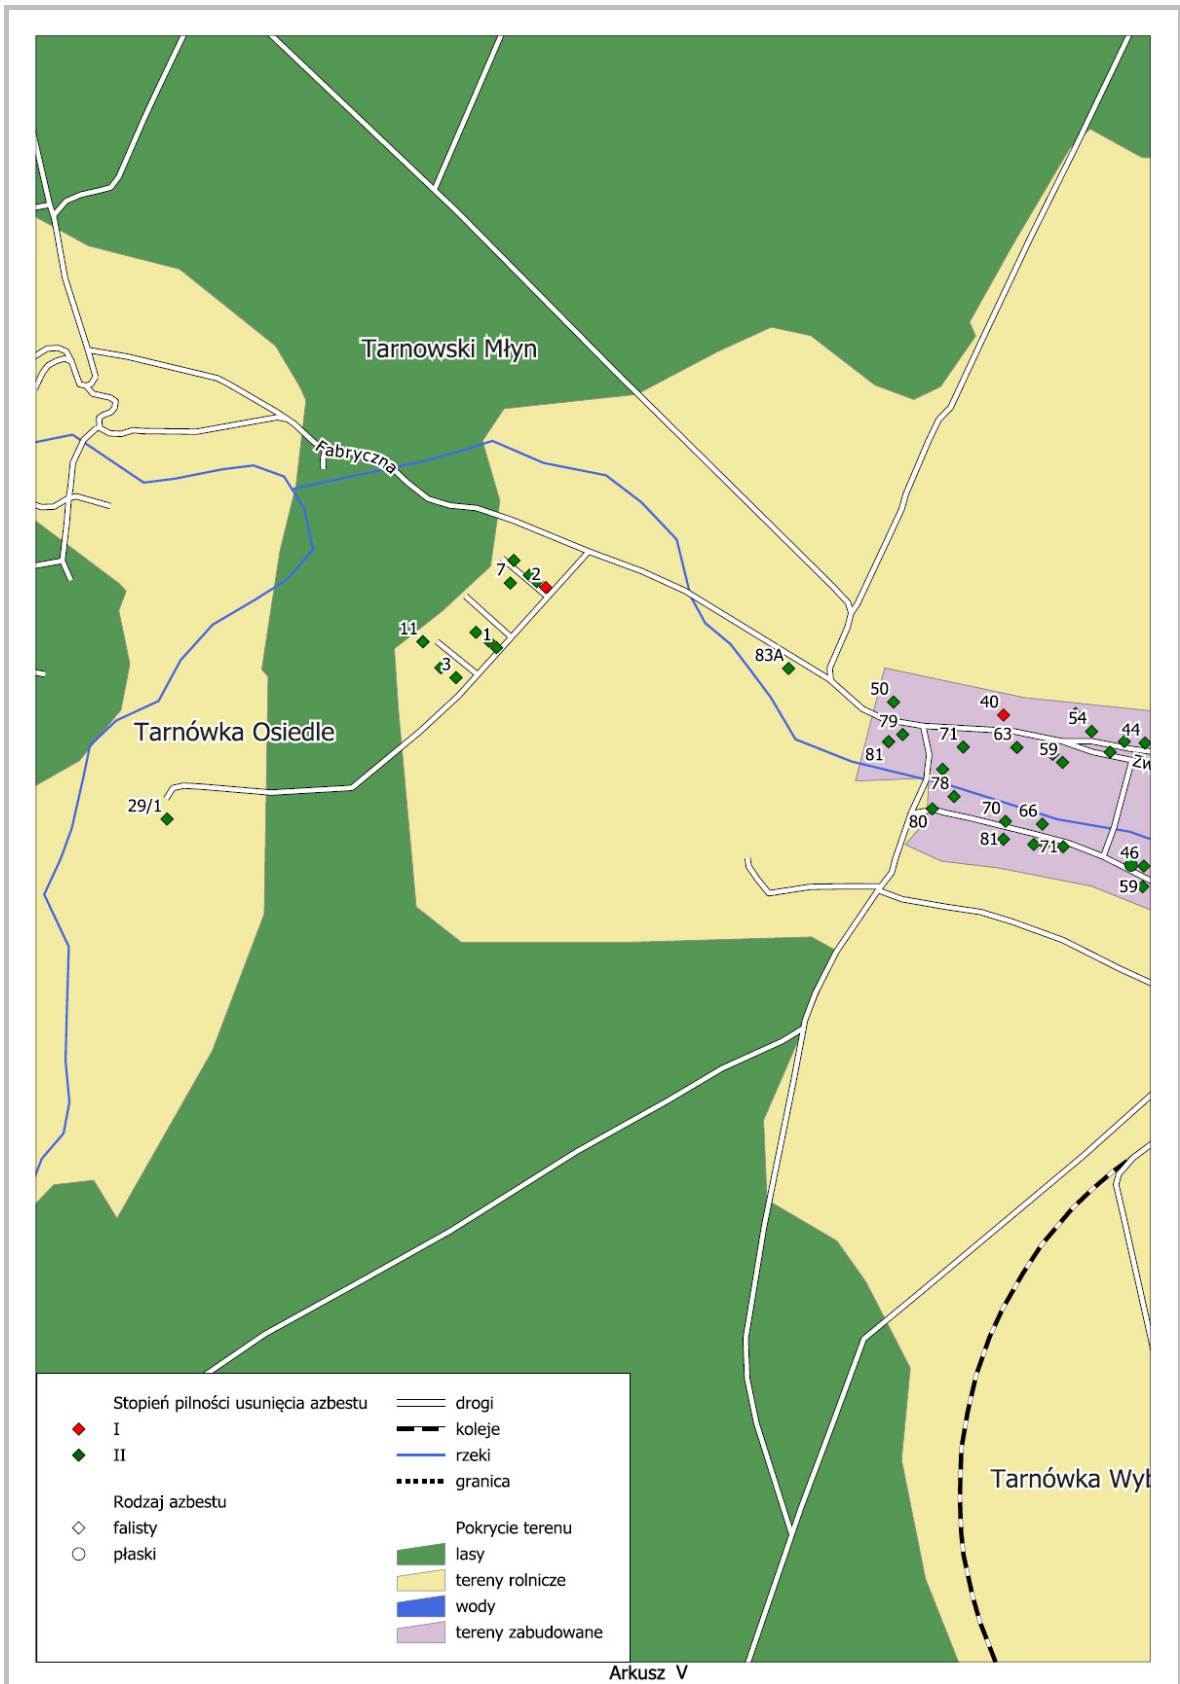 Tarnowski Młyn
Fabryczna
7
2
11
1
3
83A
50
40
54
44
79
71
63
59
81
Zw
Tarnówka Osiedle
29/1
78
80
70
66
81
71
46
59
Tarnówka Wyb
Stopień pilności usunięcia azbestu
I
II
Rodzaj azbestu
falisty
płaski
drogi
koleje
rzeki
granica
Pokrycie terenu
lasy
tereny rolnicze
wody
tereny zabudowane
Arkusz V